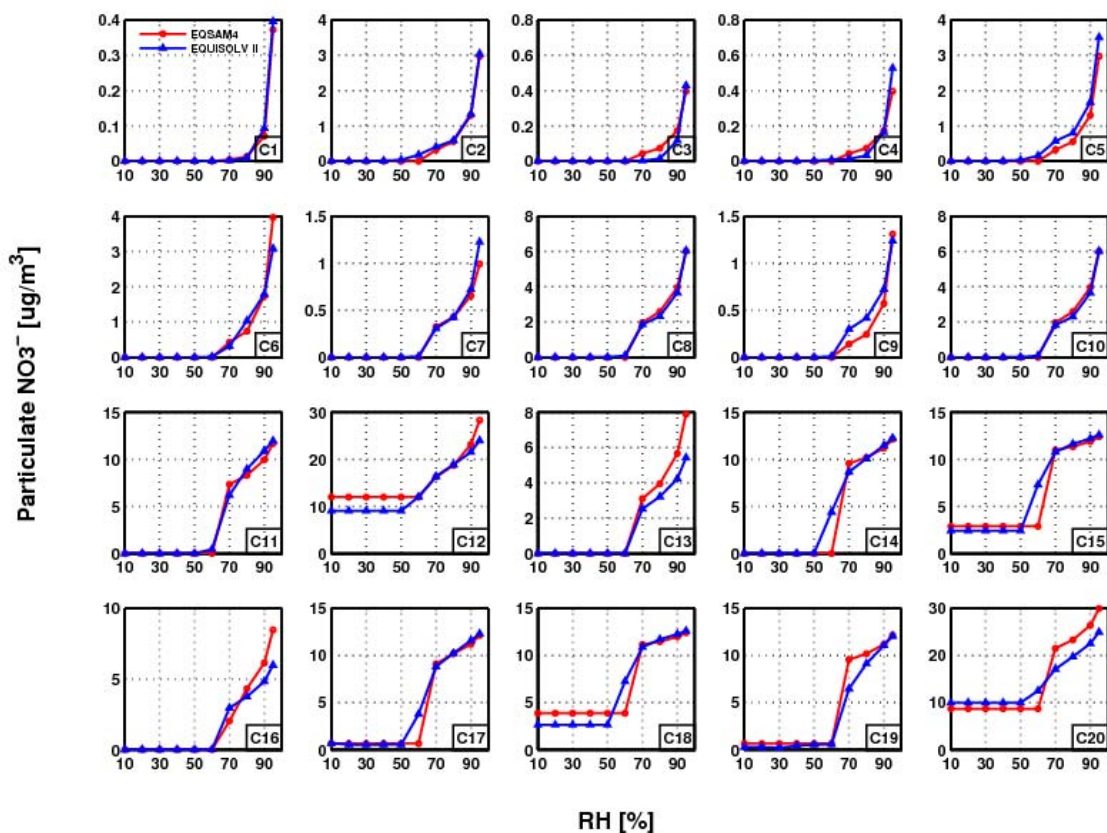 Particulate NO3⁻ [ug/m³]
EQSAM4
EQUISOLV II
0.4 4 0.8 0.8 4
0.3 3 0.6 0.6 3
0.2 2 0.4 0.4 2
0.1 1 0.2 0.2 1
C1 C2 C3 C4 C5
0 0 0 0 0
10 30 50 70 90 10 30 50 70 90 10 30 50 70 90 10 30 50 70 90 10 30 50 70 90
4 1.5 8 1.5 8
3 6 6
1 1
2 4 4
0.5 0.5
1 2 2
C6 C7 C8 C9 C10
0 0 0 0 0
10 30 50 70 90 10 30 50 70 90 10 30 50 70 90 10 30 50 70 90 10 30 50 70 90
15 30 8 15 15
6
10 20 10 10
4
5 10 5 5
2
C11 C12 C13 C14 C15
0 0 0 0 0
10 30 50 70 90 10 30 50 70 90 10 30 50 70 90 10 30 50 70 90 10 30 50 70 90
10 15 15 15 30
10 10 10 20
5
5 5 5 10
C16 C17 C18 C19 C20
0 0 0 0 0
10 30 50 70 90 10 30 50 70 90 10 30 50 70 90 10 30 50 70 90 10 30 50 70 90
RH [%]